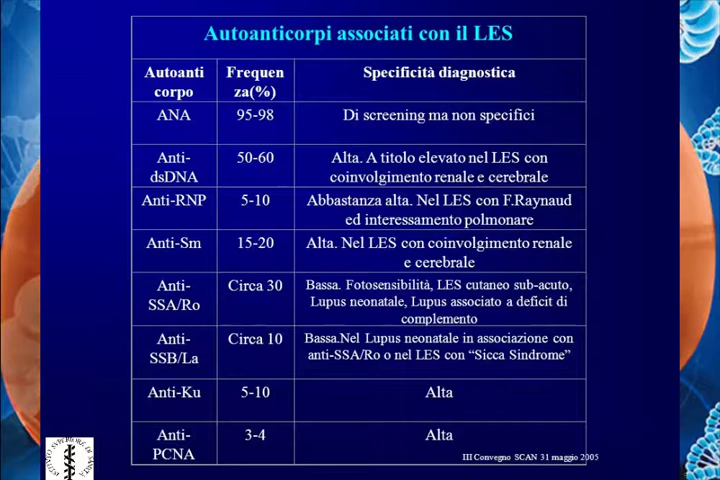 Autoanticorpi associati con il LES
Autoanti
corpo
Frequen
za(%)
Specificità diagnostica
ANA
95-98
Di screening ma non specifici
Anti-
dsDNA
50-60
Alta. A titolo elevato nel LES con
coinvolgimento renale e cerebrale
Anti-RNP
5-10
Abbastanza alta. Nel LES con F.Raynaud
ed interessamento polmonare
Anti-Sm
15-20
Alta. Nel LES con coinvolgimento renale
e cerebrale
Anti-
SSA/Ro
Circa 30
Bassa. Fotosensibilità, LES cutaneo sub-acuto,
Lupus neonatale, Lupus associato a deficit di
complemento
Anti-
SSB/La
Circa 10
Bassa.Nel Lupus neonatale in associazione con
anti-SSA/Ro o nel LES con “Sicca Sindrome”
Anti-Ku
5-10
Alta
Anti-
PCNA
3-4
Alta
III Convegno SCAN 31 maggio 2005
ISTITVTO SVPERIORE DI SANITÀ